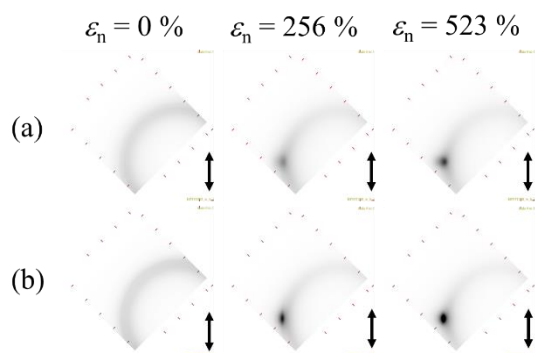 εn = 0 % εn = 256 % εn = 523 %
(a)
(b)